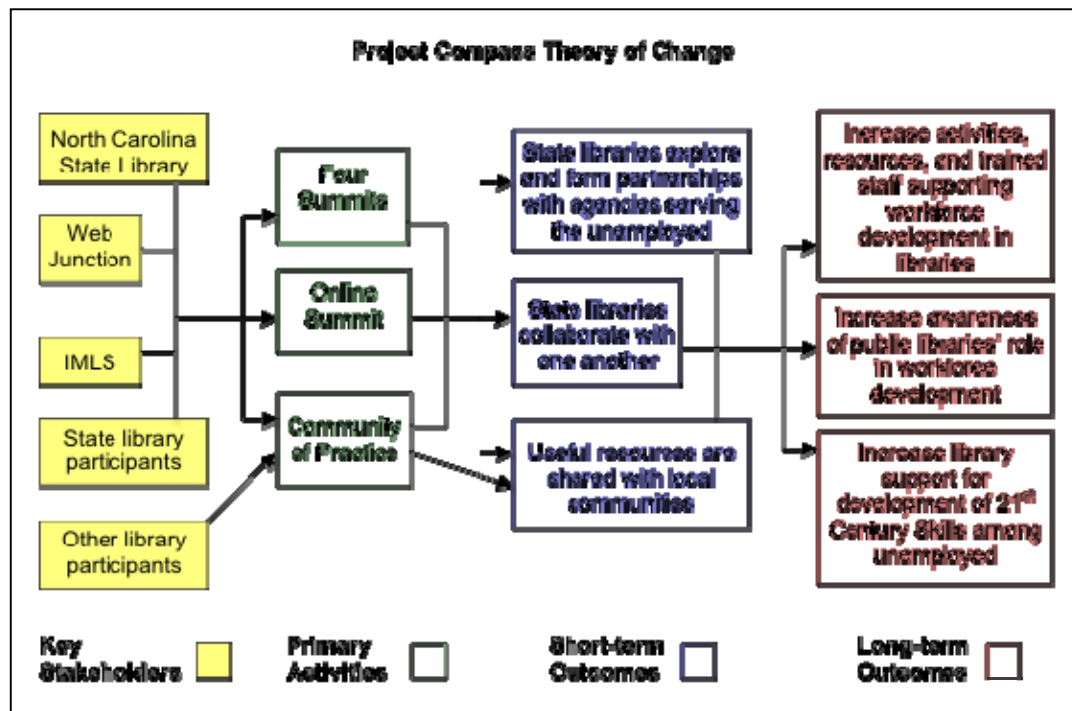 Project Compass Theory of Change
North Carolina
State Library
Web
Junction
IMLS
State library
participants
Other library
participants
Four
Summits
Online
Summit
Community
of Practice
State libraries explore
and form partnerships
with agencies serving
the unemployed
State libraries
collaborate with
one another
Useful resources are
shared with local
communities
Increase activities,
resources, and trained
staff supporting
workforce
development in
libraries
Increase awareness
of public libraries' role
in workforce
development
Increase library
support for
development of 21st
Century Skills among
unemployed
Key
Stakeholders
Primary
Activities
Short-term
Outcomes
Long-term
Outcomes